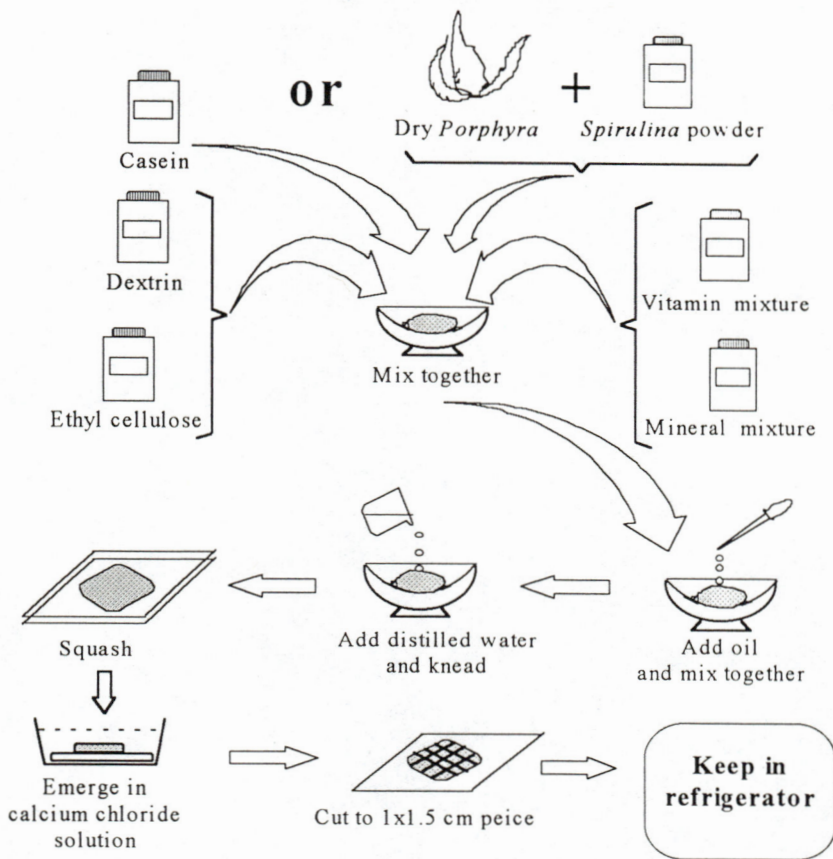 or
+
Casein
Dry Porphyra
Spirulina powder
Dextrin
Ethyl cellulose
Mix together
Vitamin mixture
Mineral mixture
Add oil
and mix together
Add distilled water
and knead
Squash
Emerge in
calcium chloride
solution
Cut to 1x1.5 cm peice
Keep in
refrigerator